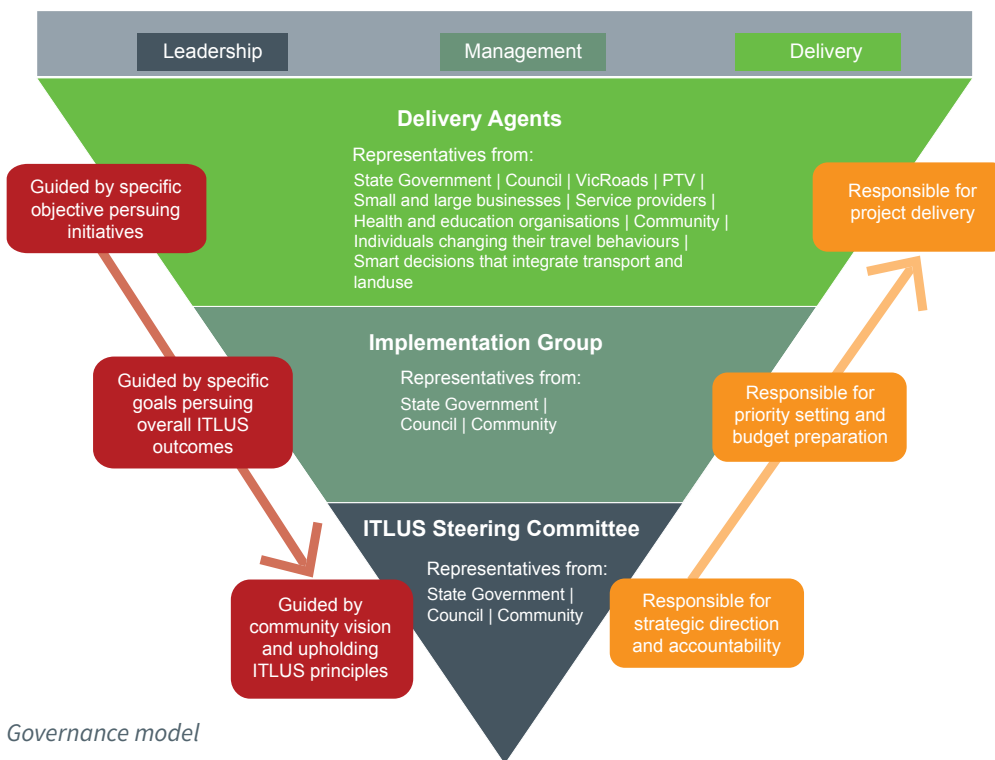 Leadership
Management
Delivery
Delivery Agents
Representatives from:
State Government | Council | VicRoads | PTV |
Small and large businesses | Service providers |
Health and education organisations | Community |
Individuals changing their travel behaviours |
Smart decisions that integrate transport and
landuse
Guided by specific
objective persuing
initiatives
Responsible for
project delivery
Implementation Group
Representatives from:
State Government |
Council | Community
Guided by specific
goals persuing
overall ITLUS
outcomes
Responsible for
priority setting and
budget preparation
ITLUS Steering Committee
Representatives from:
State Government |
Council | Community
Guided by
community vision
and upholding
ITLUS principles
Responsible for
strategic direction
and accountability
Governance model